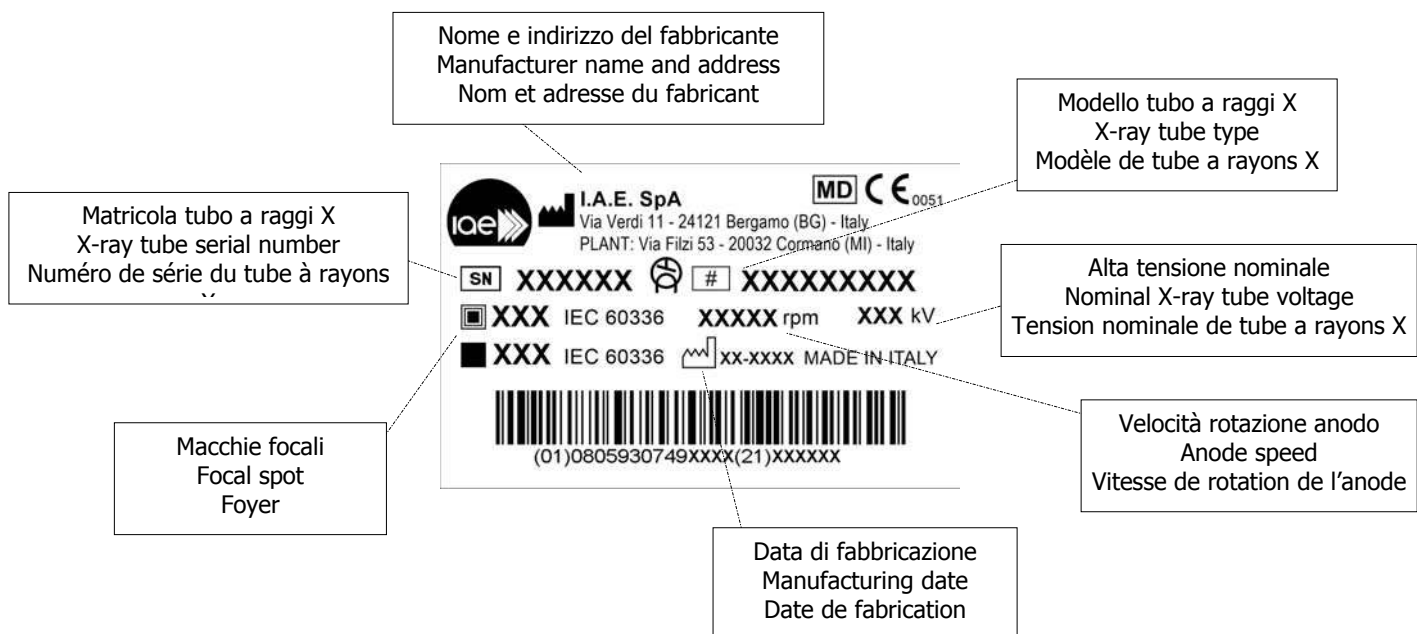 Nome e indirizzo del fabbricante
Manufacturer name and address
Nom et adresse du fabricant
Modello tubo a raggi X
X-ray tube type
Modèle de tube a rayons X
Matricola tubo a raggi X
X-ray tube serial number
Numéro de série du tube à rayons
iae
I.A.E. SpA
MD CE 0051
Via Verdi 11 - 24121 Bergamo (BG) - Italy
PLANT: Via Filzi 53 - 20032 Cormano (MI) - Italy
SN XXXXXX # XXXXXXXXX
XXX IEC 60336 XXXXX rpm XXX kV
XXX IEC 60336 xx-xxxx MADE IN ITALY
(01)0805930749XXXX(21)XXXXXX
Alta tensione nominale
Nominal X-ray tube voltage
Tension nominale de tube a rayons X
Macchie focali
Focal spot
Foyer
Velocità rotazione anodo
Anode speed
Vitesse de rotation de l’anode
Data di fabbricazione
Manufacturing date
Date de fabrication